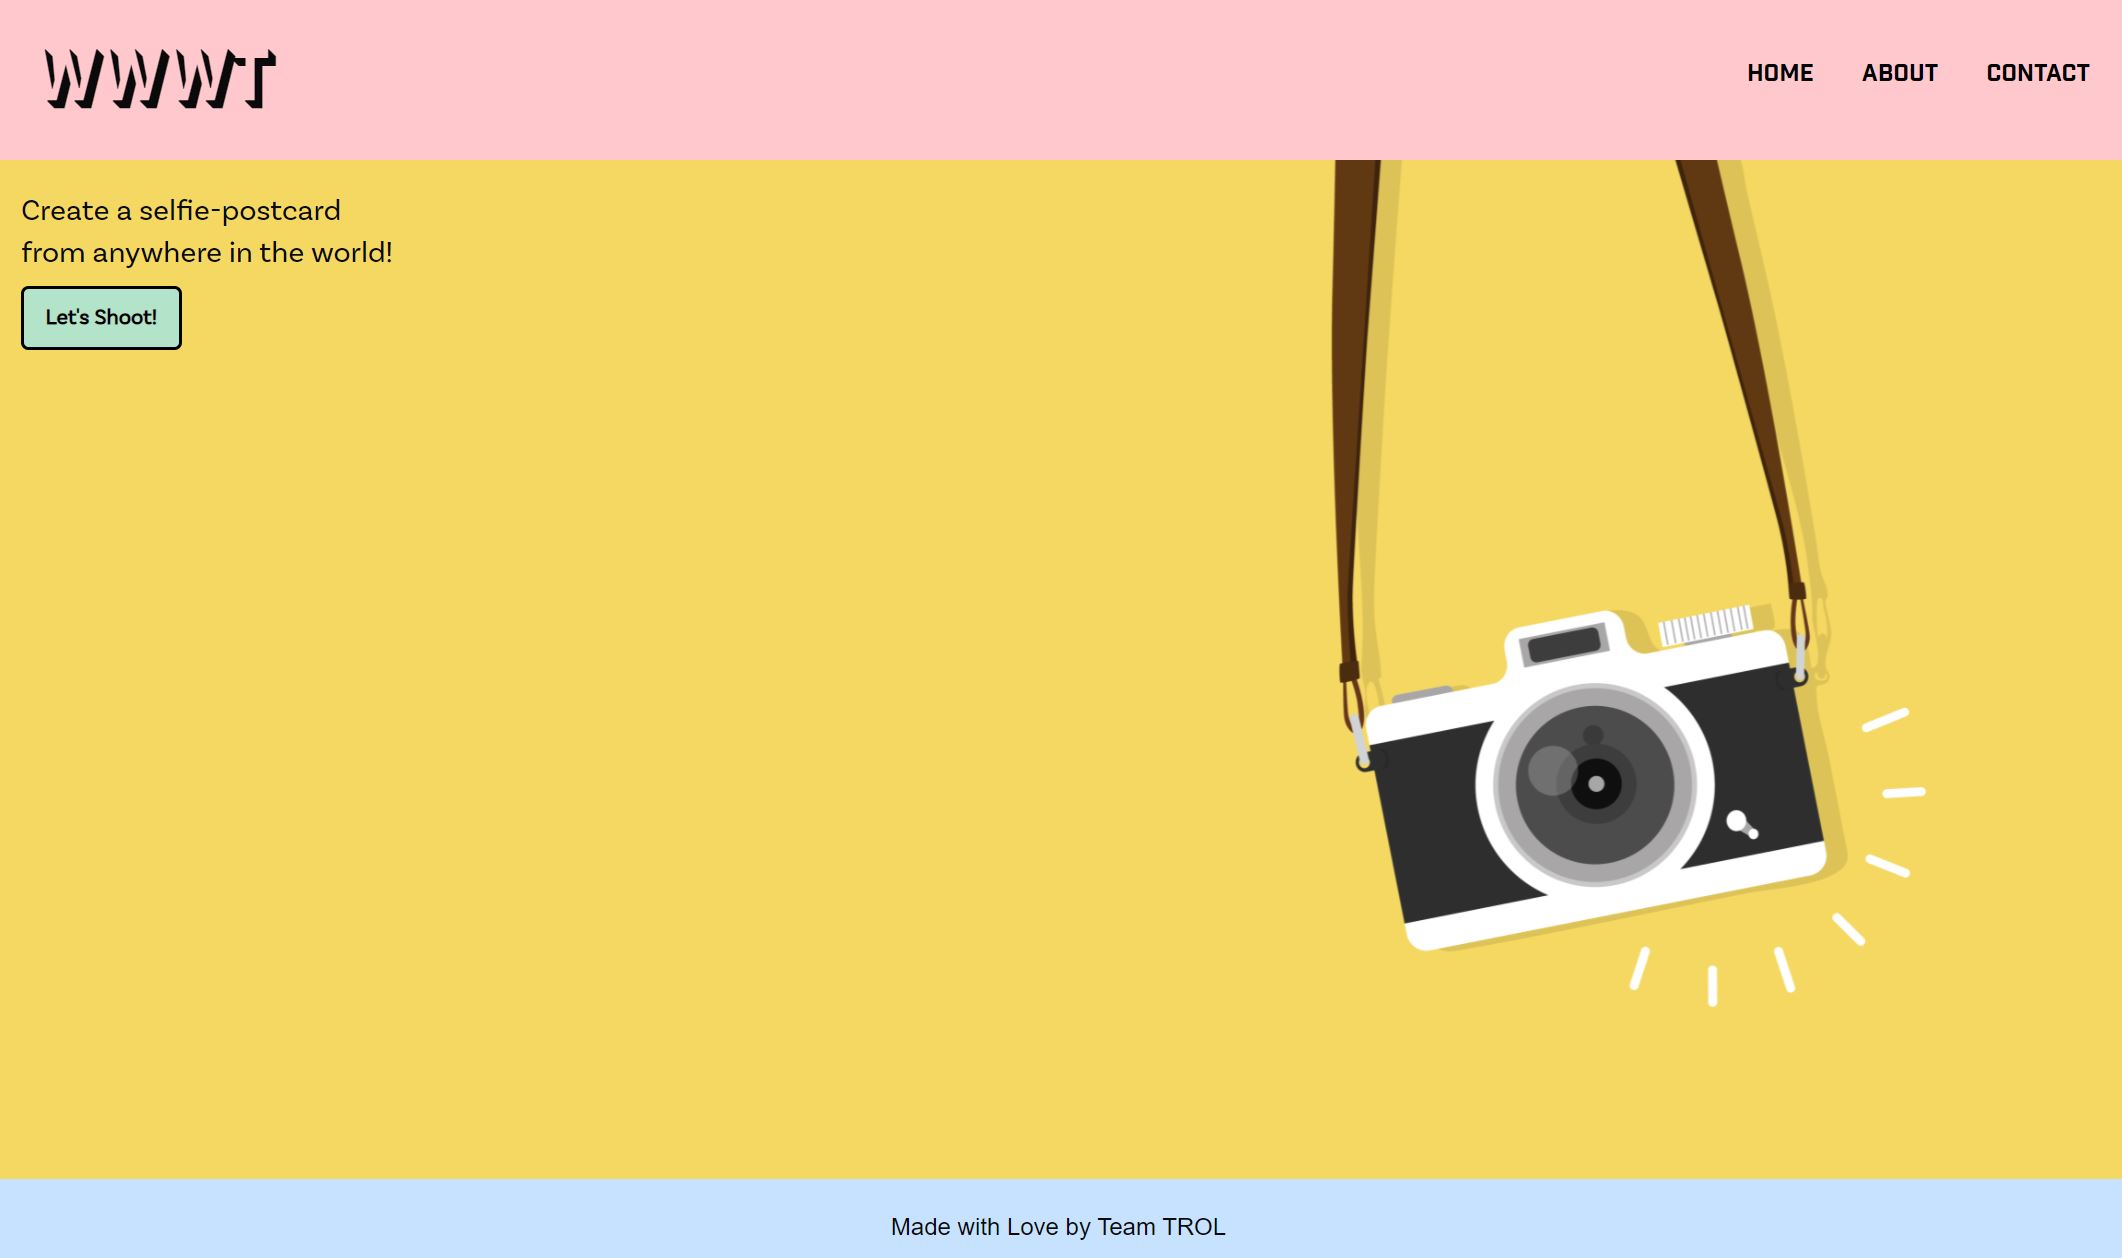 WWWT
HOME ABOUT CONTACT
Create a selfie-postcard
from anywhere in the world!
Let's Shoot!
Made with Love by Team TROL